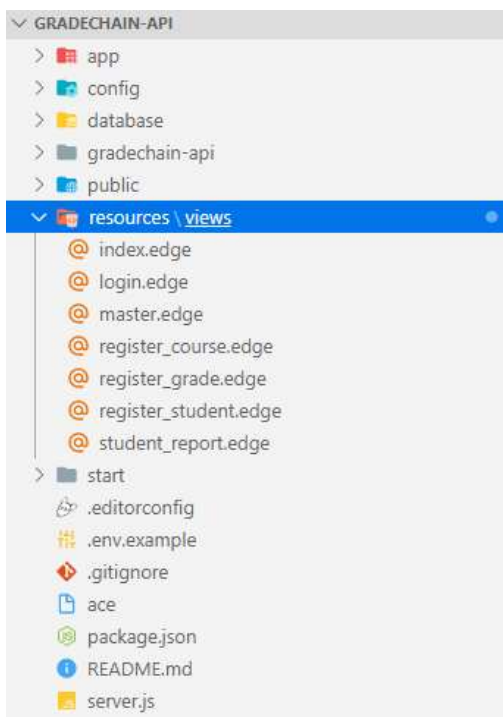 GRADECHAIN-API
app
config
database
gradechain-api
public
resources \ views
index.edge
login.edge
master.edge
register_course.edge
register_grade.edge
register_student.edge
student_report.edge
start
.editorconfig
.env.example
.gitignore
ace
package.json
README.md
server.js